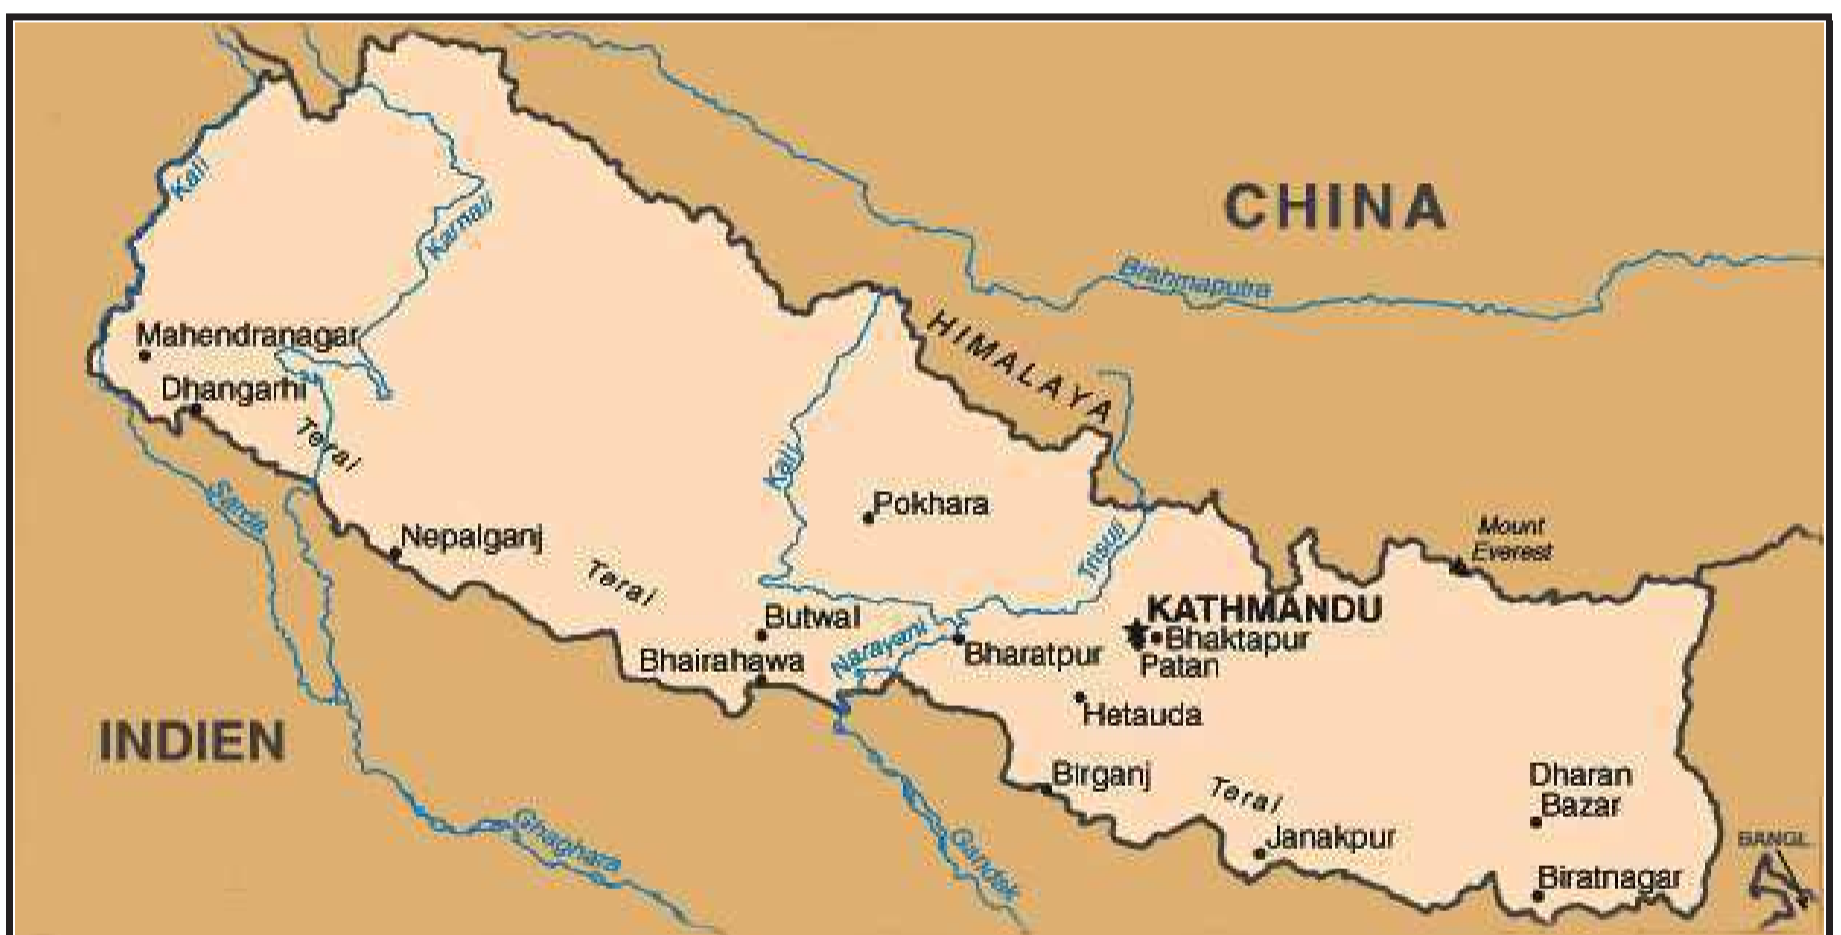 CHINA
Kali
Karnali
Brahmaputra
HIMALAYA
Mahendranagar
Dhangarhi
Terai
Kali
Sarda
Pokhara
Nepalganj
Mount
Everest
Trisuli
Terai
KATHMANDU
Butwal
Narayani
Bhaktapur
Bharatpur
Bhairahawa
Patan
Hetauda
INDIEN
Birganj
Terai
Dharan
Bazar
Janakpur
Ghaghara
Gandak
BANGL.
Biratnagar